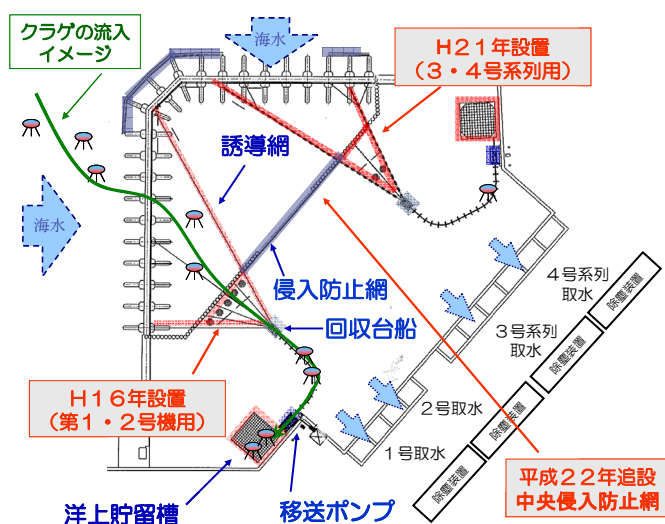 クラゲの流入
イメージ
海水
H21年設置
(3・4号系列用)
誘導網
海水
侵入防止網
回収台船
H16年設置
(第1・2号機用)
洋上貯留槽
移送ポンプ
4号系列
取水
3号系列
取水
2号取水
1号取水
除塵装置
除塵装置
除塵装置
除塵装置
平成22年追設
中央侵入防止網